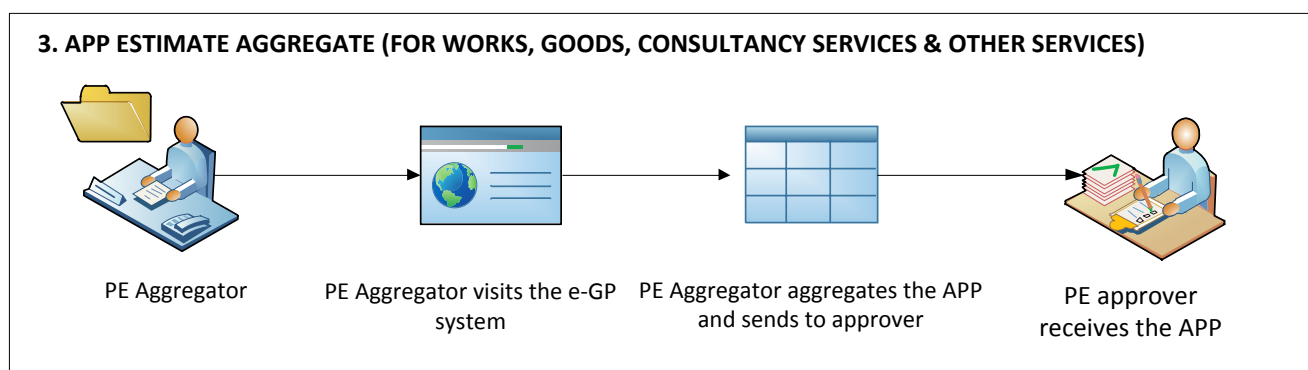 3. APP ESTIMATE AGGREGATE (FOR WORKS, GOODS, CONSULTANCY SERVICES & OTHER SERVICES)
PE Aggregator
PE Aggregator visits the e-GP
system
PE Aggregator aggregates the APP
and sends to approver
PE approver
receives the APP